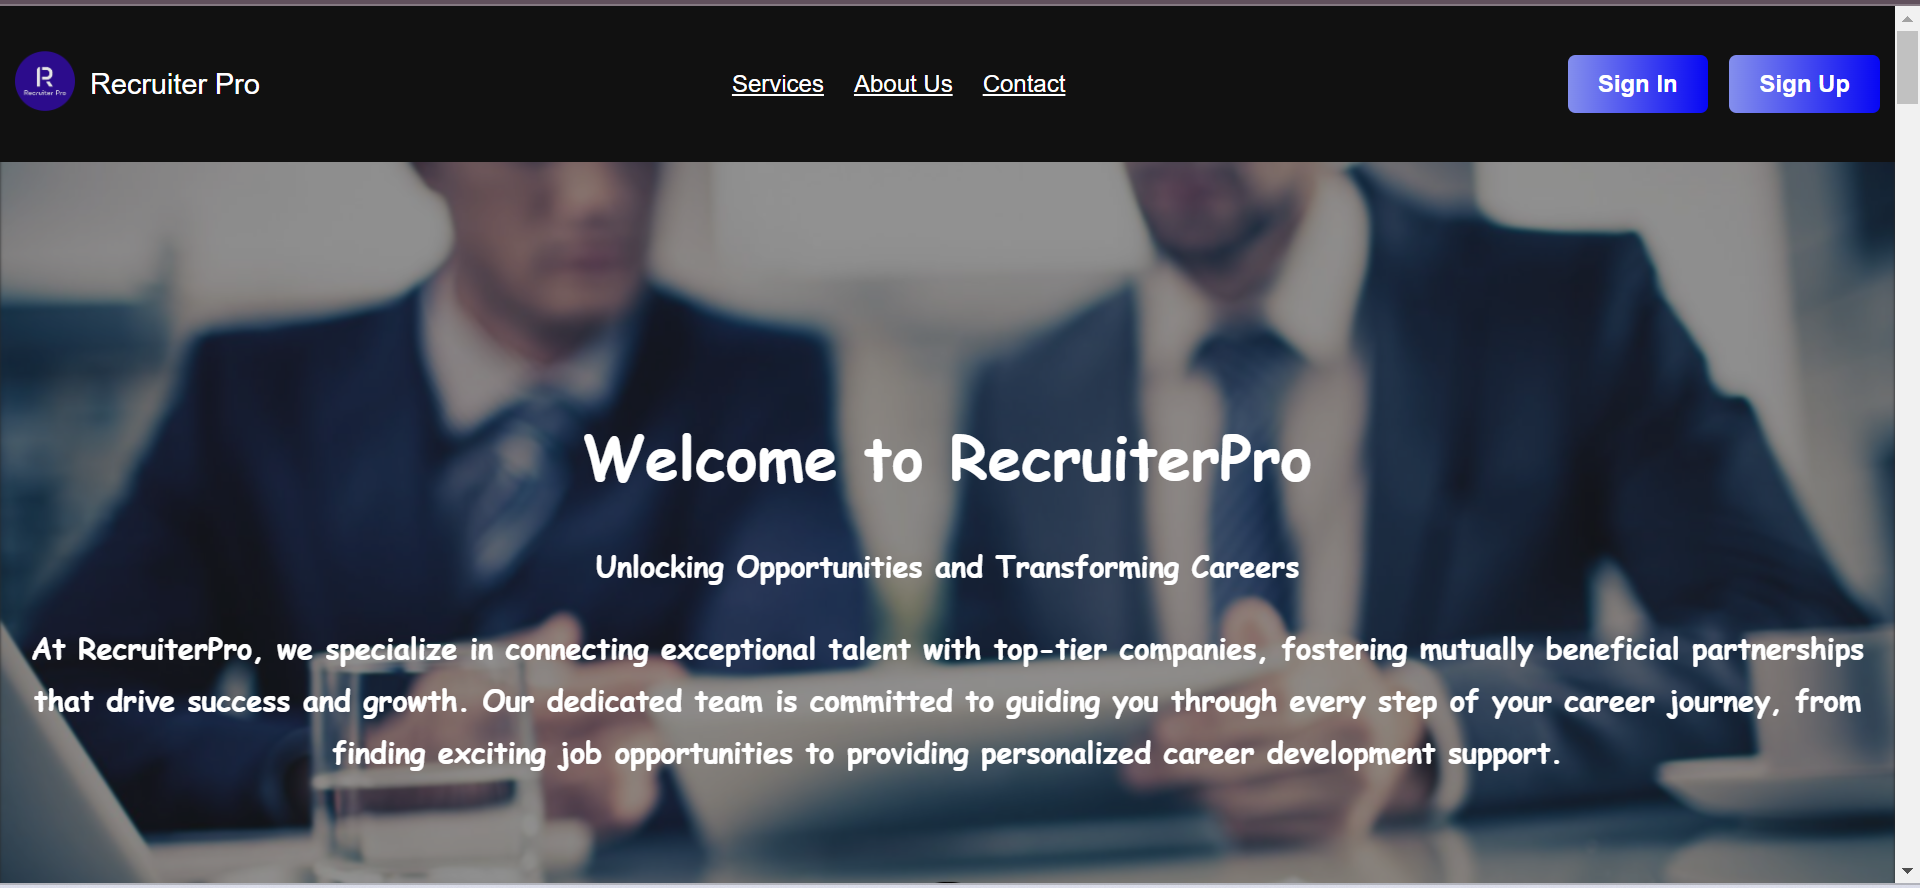 R
Recruiter Pro
Recruiter Pro
Services About Us Contact
Sign In Sign Up
Welcome to RecruiterPro
Unlocking Opportunities and Transforming Careers
At RecruiterPro, we specialize in connecting exceptional talent with top-tier companies, fostering mutually beneficial partnerships
that drive success and growth. Our dedicated team is committed to guiding you through every step of your career journey, from
finding exciting job opportunities to providing personalized career development support.